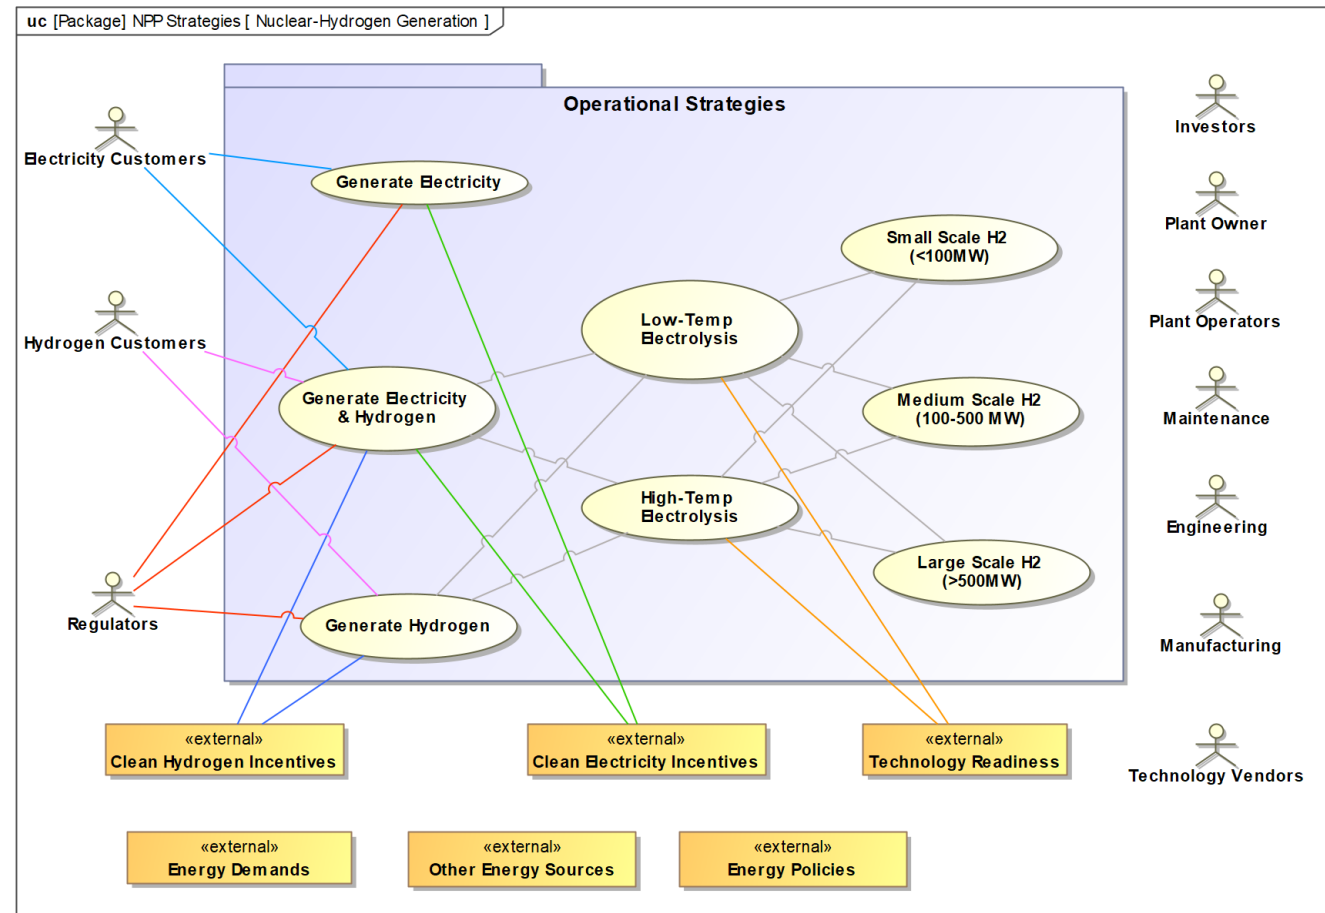 uc [Package] NPP Strategies [ Nuclear-Hydrogen Generation ]
Operational Strategies
Electricity Customers
Hydrogen Customers
Regulators
Generate Electricity
Generate Electricity
& Hydrogen
Generate Hydrogen
Low-Temp
Electrolysis
High-Temp
Electrolysis
Small Scale H2
(<100MW)
Medium Scale H2
(100-500 MW)
Large Scale H2
(>500MW)
Investors
Plant Owner
Plant Operators
Maintenance
Engineering
Manufacturing
Technology Vendors
«external»
Clean Hydrogen Incentives
«external»
Clean Electricity Incentives
«external»
Technology Readiness
«external»
Energy Demands
«external»
Other Energy Sources
«external»
Energy Policies